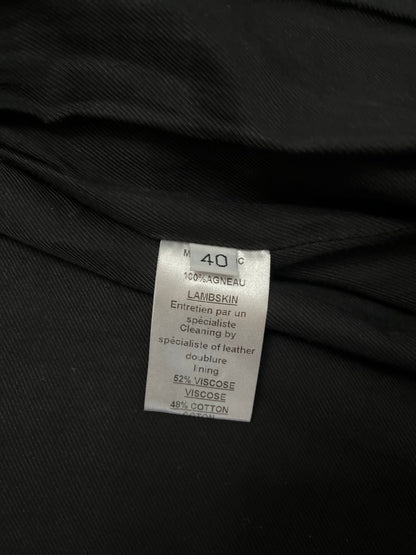 40
100%AGNEAU
LAMBSKIN
Entretien par un
spécialiste
Cleaning by
spécialiste of leather
doublure
lining
52% VISCOSE
VISCOSE
48% COTTON